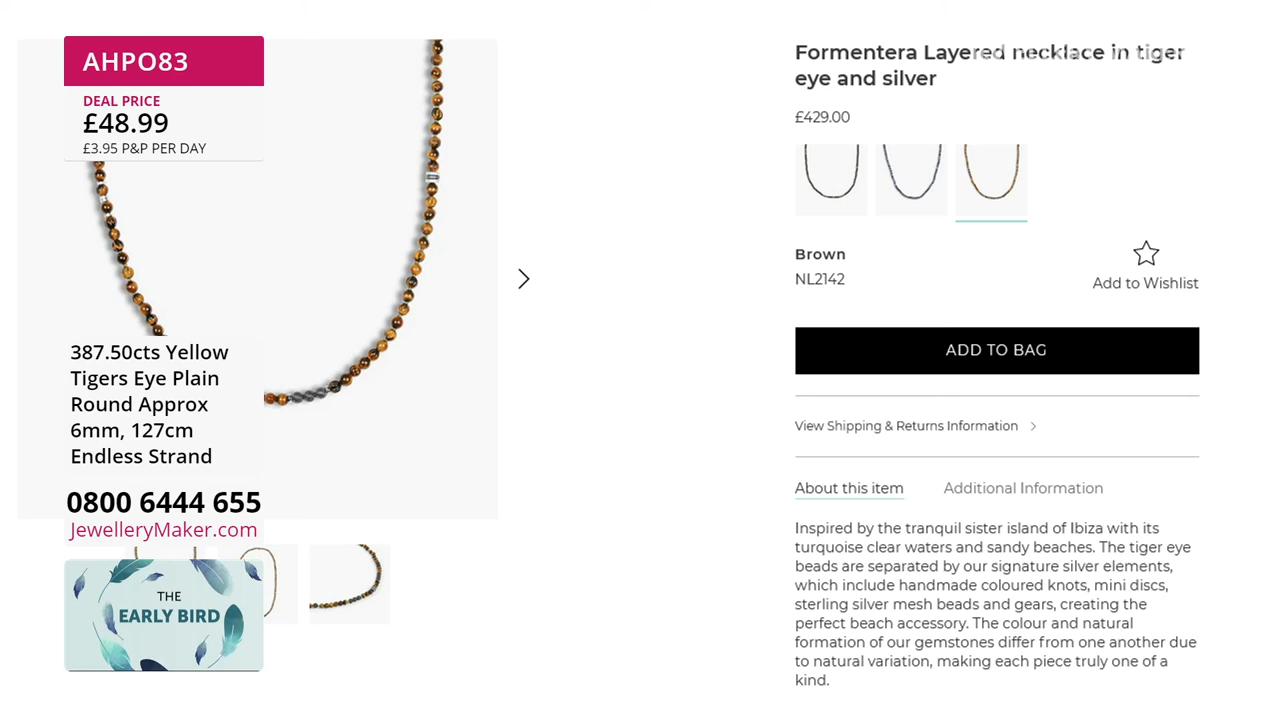 AHPO83
DEAL PRICE
£48.99
£3.95 P&P PER DAY
387.50cts Yellow
Tigers Eye Plain
Round Approx
6mm, 127cm
Endless Strand
0800 6444 655
JewelleryMaker.com
THE
EARLY BIRD
Formentera Layered necklace in tiger
eye and silver
£429.00
Brown
NL2142
Add to Wishlist
ADD TO BAG
View Shipping & Returns Information
About this item
Additional Information
Inspired by the tranquil sister island of Ibiza with its
turquoise clear waters and sandy beaches. The tiger eye
beads are separated by our signature silver elements,
which include handmade coloured knots, mini discs,
sterling silver mesh beads and gears, creating the
perfect beach accessory. The colour and natural
formation of our gemstones differ from one another due
to natural variation, making each piece truly one of a
kind.